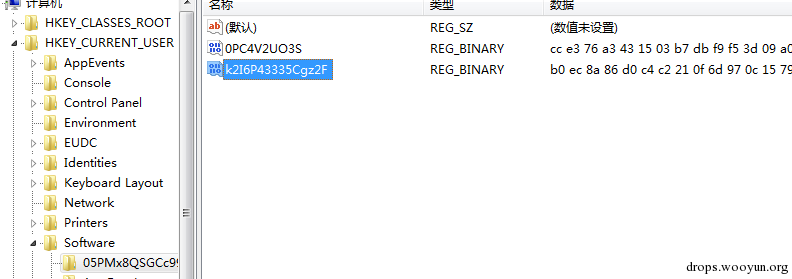 计算机
HKEY_CLASSES_ROOT
HKEY_CURRENT_USER
AppEvents
Console
Control Panel
Environment
EUDC
Identities
Keyboard Layout
Network
Printers
Software
名称 类型 数据
(默认) REG_SZ (数值未设置)
0PC4V2UO3S REG_BINARY cc e3 76 a3 43 15 03 b7 db f9 f5 3d 09 a0
k2I6P43335Cgz2F REG_BINARY b0 ec 8a 86 d0 c4 c2 21 0f 6d 97 0c 15 79
drops.wooyun.org